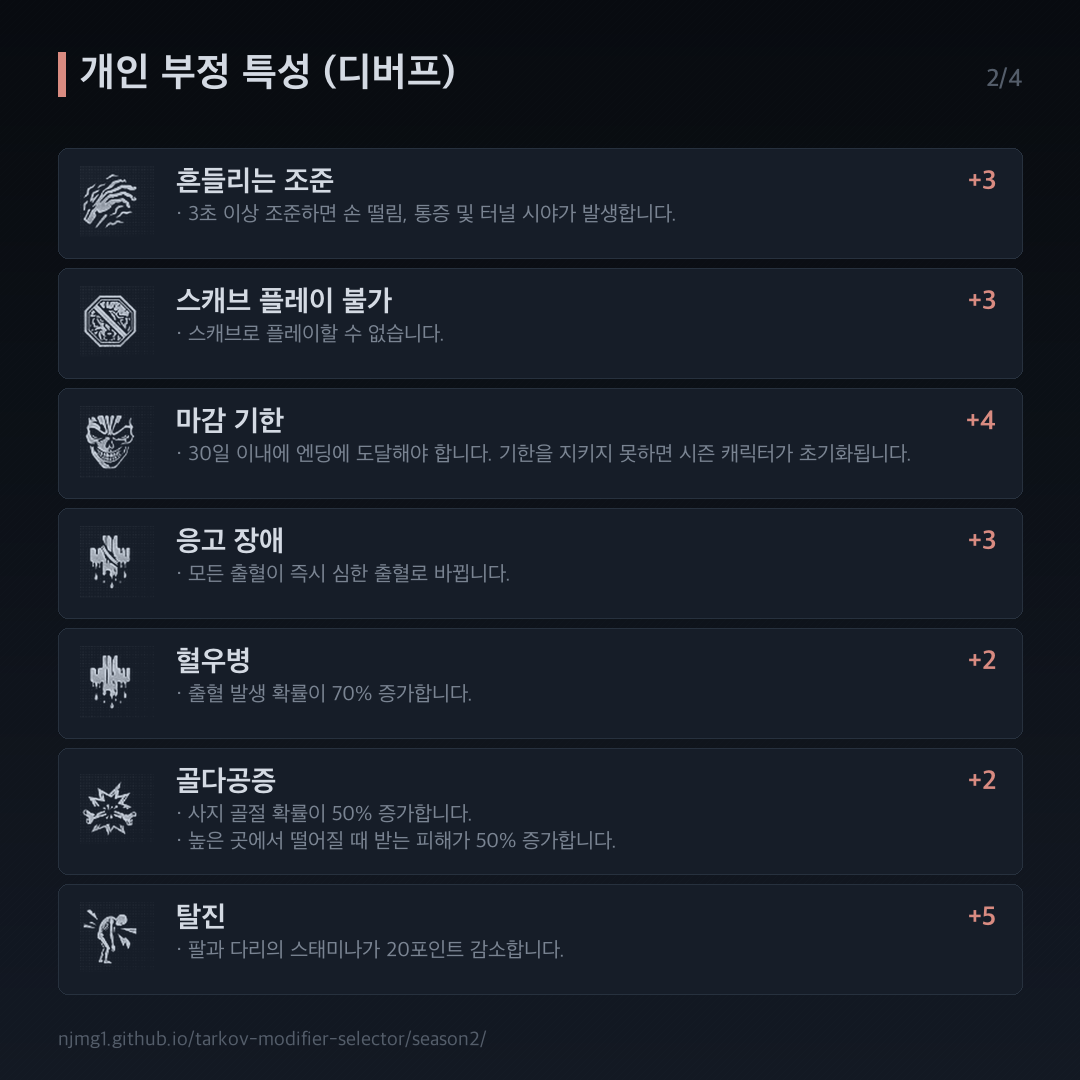 개인 부정 특성 (디버프)
2/4
흔들리는 조준
+3
· 3초 이상 조준하면 손 떨림, 통증 및 터널 시야가 발생합니다.
스캐브 플레이 불가
+3
· 스캐브로 플레이할 수 없습니다.
마감 기한
+4
· 30일 이내에 엔딩에 도달해야 합니다. 기한을 지키지 못하면 시즌 캐릭터가 초기화됩니다.
응고 장애
+3
· 모든 출혈이 즉시 심한 출혈로 바뀝니다.
혈우병
+2
· 출혈 발생 확률이 70% 증가합니다.
골다공증
+2
· 사지 골절 확률이 50% 증가합니다.
· 높은 곳에서 떨어질 때 받는 피해가 50% 증가합니다.
탈진
+5
· 팔과 다리의 스태미나가 20포인트 감소합니다.
njmg1.github.io/tarkov-modifier-selector/season2/